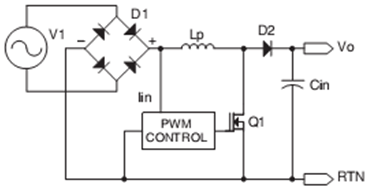 D1
V1
−
+
Lp
D2
Vo
Iin
Cin
PWM
CONTROL
Q1
RTN